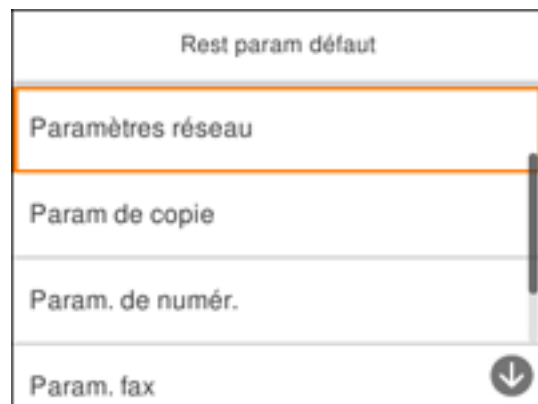 Rest param défaut
Paramètres réseau
Param de copie
Param. de numér.
Param. fax